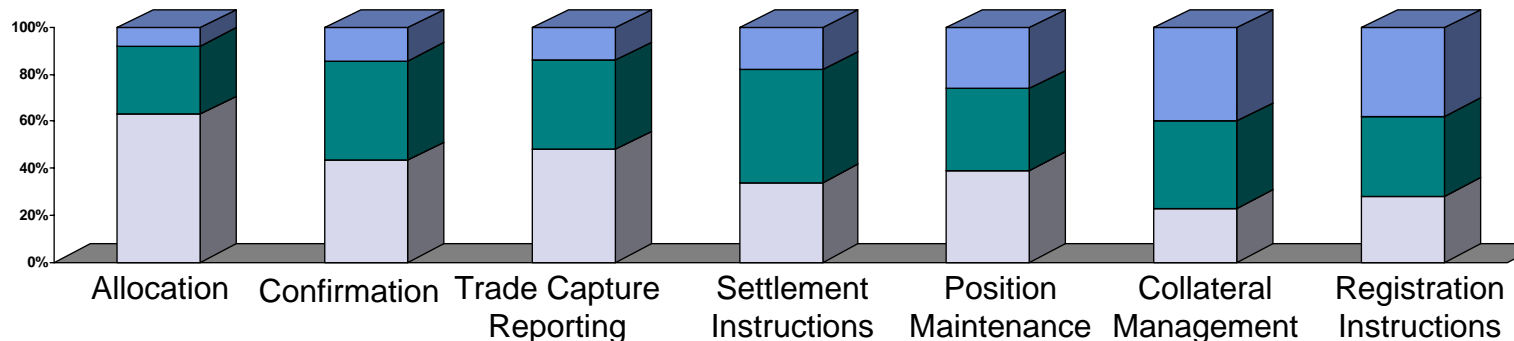 100%
80%
60%
40%
20%
0%
Allocation
Confirmation
Trade Capture
Reporting
Settlement
Instructions
Position
Maintenance
Collateral
Management
Registration
Instructions